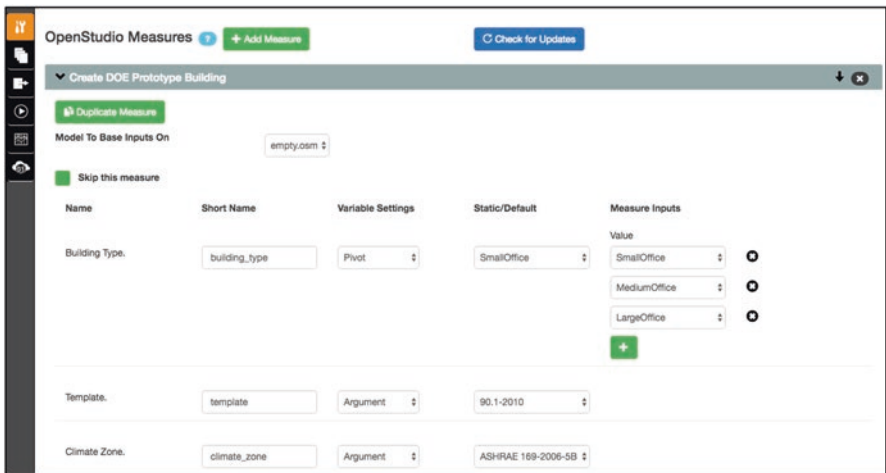 OpenStudio Measures ? + Add Measure Check for Updates
Create DOE Prototype Building
Duplicate Measure
Model To Base Inputs On empty.osm
Skip this measure
Name Short Name Variable Settings Static/Default Measure Inputs
Value
Building Type. building_type Pivot SmallOffice SmallOffice
MediumOffice
LargeOffice
+
Template. template Argument 90.1-2010
Climate Zone. climate_zone Argument ASHRAE 169-2006-5B